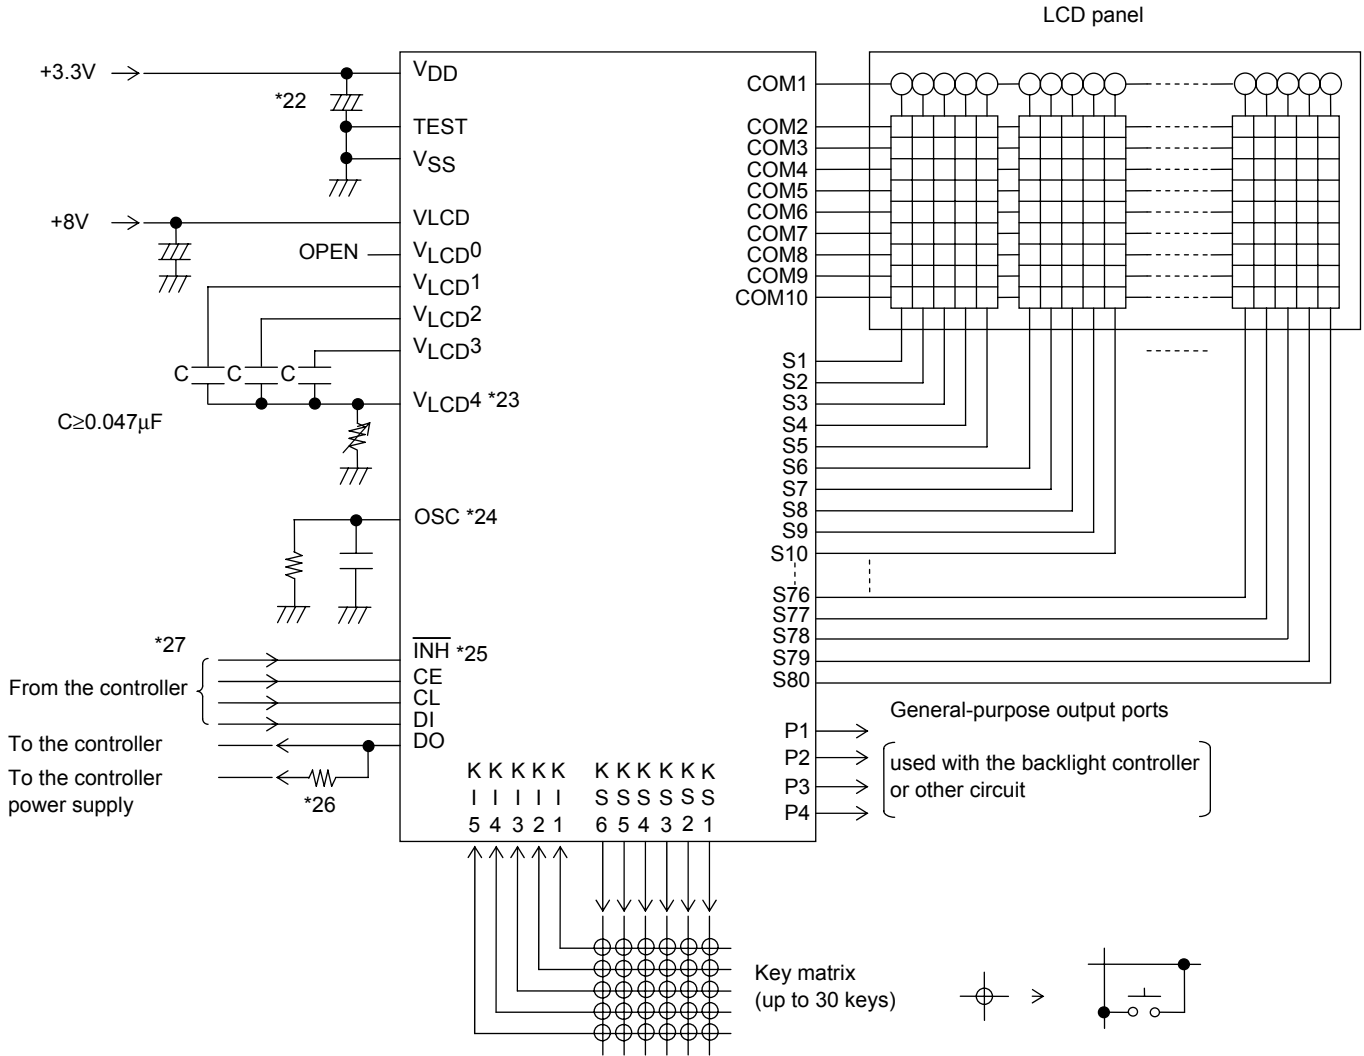 LCD panel
+3.3V
VDD
*22
TEST
VSS
+8V
VLCD
OPEN
VLCD0
VLCD1
VLCD2
VLCD3
C
C
C
VLCD4 *23
C≥0.047μF
OSC *24
*27
INH *25
From the controller
CE
CL
DI
To the controller
DO
To the controller
power supply
*26
COM1
COM2
COM3
COM4
COM5
COM6
COM7
COM8
COM9
COM10
S1
S2
S3
S4
S5
S6
S7
S8
S9
S10
S76
S77
S78
S79
S80
General-purpose output ports
P1
P2
P3
P4
used with the backlight controller
or other circuit
K K K K K K K K K K K
I I I I I S S S S S S
5 4 3 2 1 6 5 4 3 2 1
Key matrix
(up to 30 keys)